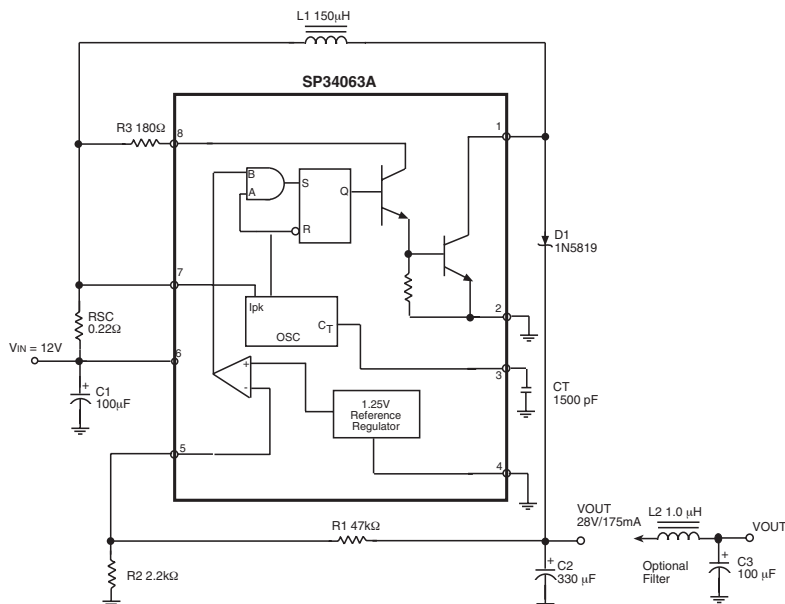 L1 150μH
SP34063A
R3 180Ω
8
1
B
A
S
Q
R
D1
1N5819
7
Ipk
CT
OSC
2
RSC
0.22Ω
VIN = 12V
6
3
+
C1
100μF
+
-
1.25V
Reference
Regulator
CT
1500 pF
5
4
R1 47kΩ
VOUT
28V/175mA
L2 1.0 μH
VOUT
R2 2.2kΩ
+
C2
330 μF
Optional
Filter
+
C3
100 μF